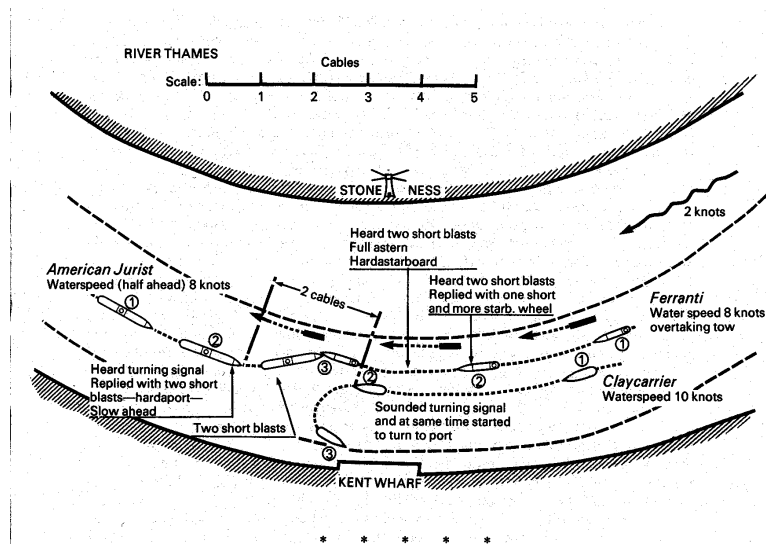 RIVER THAMES
Cables
Scale:
0 1 2 3 4 5
STONE NESS
2 knots
Heard two short blasts
Full astern
Hardastarboard
American Jurist
Waterspeed (half ahead) 8 knots
2 cables
Heard two short blasts
Replied with one short
and more starb. wheel
Ferranti
Water speed 8 knots
overtaking tow
1
2
3
2
2
1
1
Claycarrier
Waterspeed 10 knots
Heard turning signal
Replied with two short
blasts—hardaport—
Slow ahead
Sounded turning signal
and at same time started
to turn to port
Two short blasts
3
KENT WHARF
* * * * *